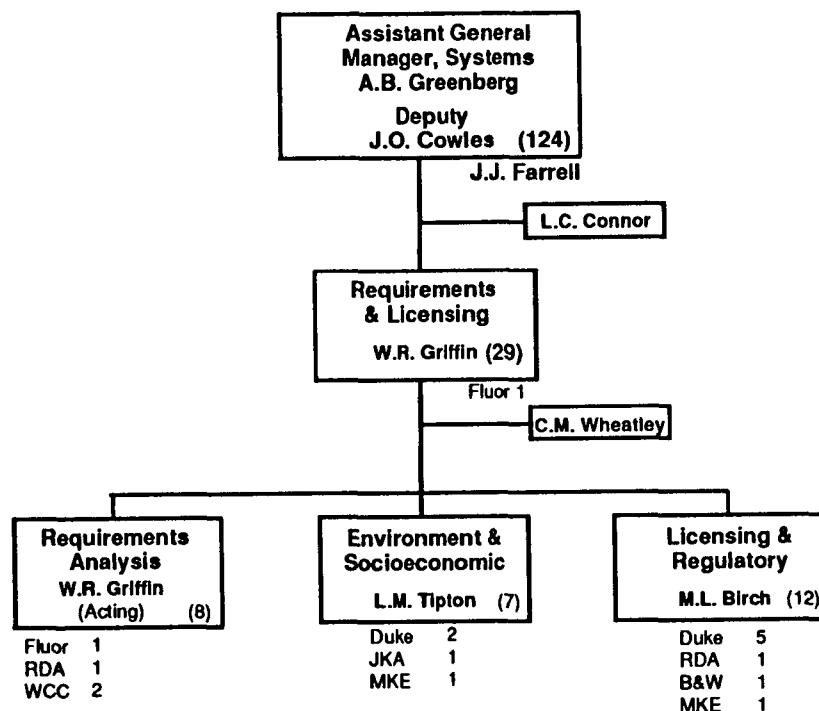 Assistant General
Manager, Systems
A.B. Greenberg
Deputy
J.O. Cowles (124)
J.J. Farrell
L.C. Connor
Requirements
& Licensing
W.R. Griffin (29)
Fluor 1
C.M. Wheatley
Requirements
Analysis
W.R. Griffin
(Acting) (8)
Fluor 1
RDA 1
WCC 2
Environment &
Socioeconomic
L.M. Tipton (7)
Duke 2
JKA 1
MKE 1
Licensing &
Regulatory
M.L. Birch (12)
Duke 5
RDA 1
B&W 1
MKE 1